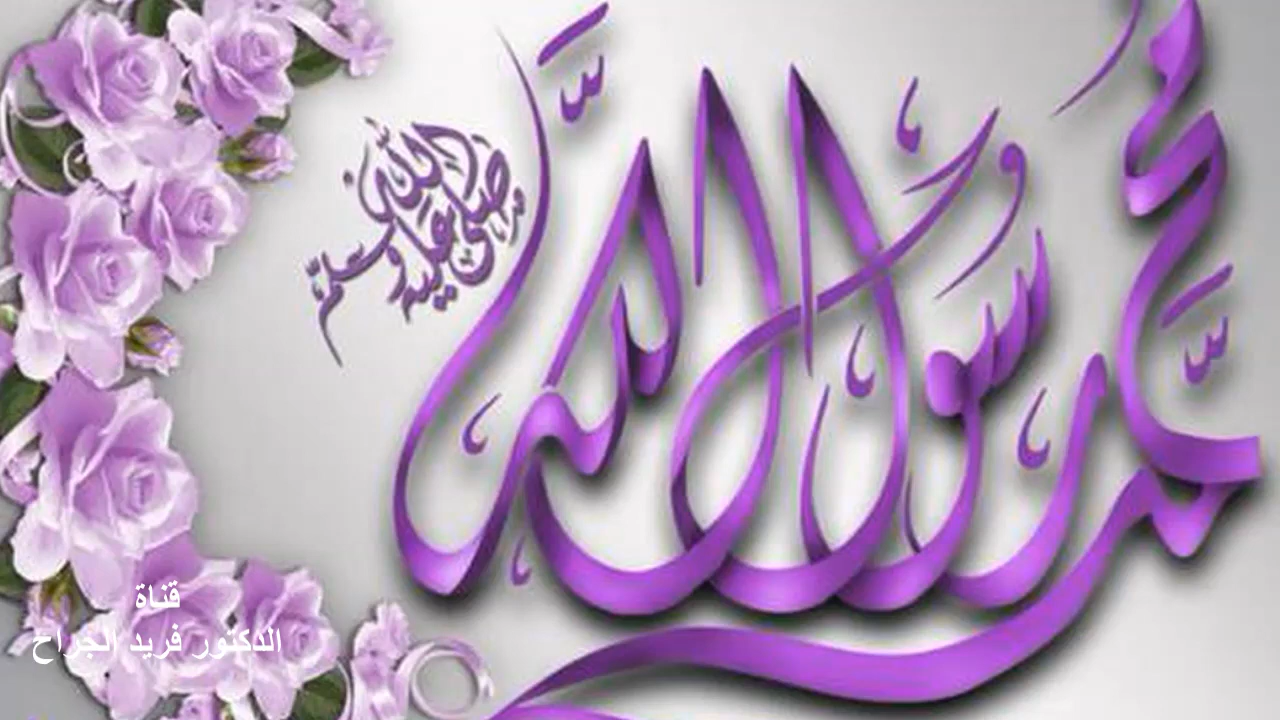 محمد رسول الله
صلى الله عليه وسلم
قناة
الدكتور فريد الجراح